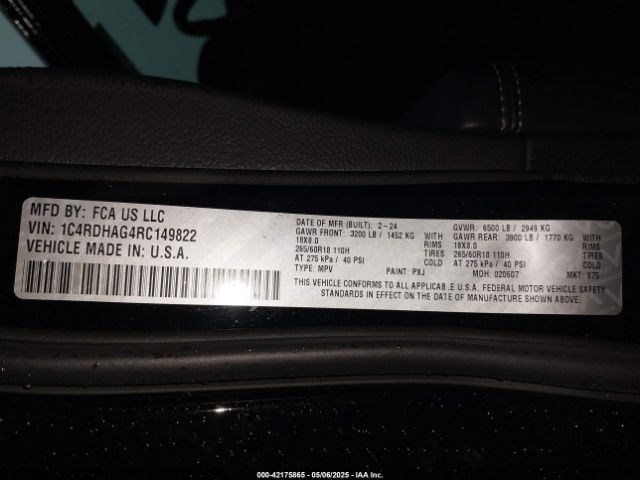 MFD BY: FCA US LLC
VIN: 1C4RDHAG4RC149822
VEHICLE MADE IN: U.S.A.
DATE OF MFR (BUILT): 2-24 GVWR: 6500 LB / 2949 KG
GAWR FRONT: 3200 LB / 1452 KG WITH GAWR REAR: 3900 LB / 1770 KG WITH
18X8.0 RIMS 18X8.0 RIMS
265/60R18 110H TIRES 265/60R18 110H TIRES
AT 275 kPa / 40 PSI COLD AT 275 kPa / 40 PSI COLD
TYPE: MPV PAINT: PXJ MDH: 020607 MKT: 576
THIS VEHICLE CONFORMS TO ALL APPLICAB.E U.S.A. FEDERAL MOTOR VEHICLE SAFETY
STANDARDS IN EFFECT ON THE DATE OF MANUFACTURE SHOWN ABOVE.
000-42175865 - 05/06/2025 - IAAI.COM